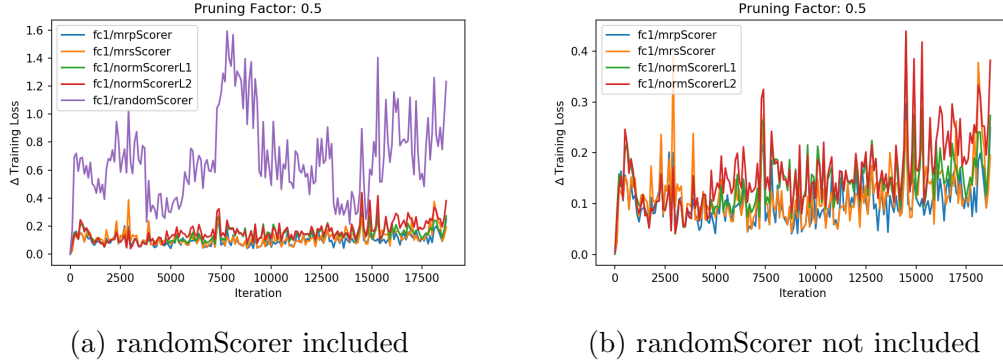 Pruning Factor: 0.5
fc1/mrpScorer
fc1/mrsScorer
fc1/normScorerL1
fc1/normScorerL2
fc1/randomScorer
Δ Training Loss
1.6
1.4
1.2
1.0
0.8
0.6
0.4
0.2
0.0
0
2500
5000
7500
10000
12500
15000
17500
Iteration
(a) randomScorer included
Pruning Factor: 0.5
fc1/mrpScorer
fc1/mrsScorer
fc1/normScorerL1
fc1/normScorerL2
Δ Training Loss
0.4
0.3
0.2
0.1
0.0
0
2500
5000
7500
10000
12500
15000
17500
Iteration
(b) randomScorer not included